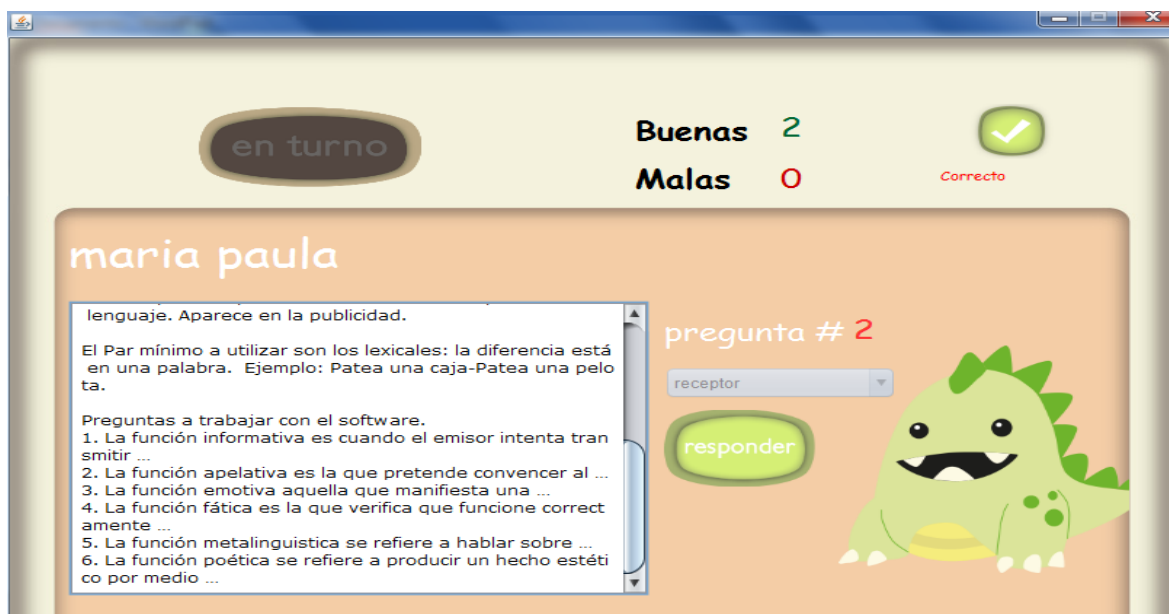 en turno
Buenas 2
Malas 0
Correcto
maria paula
lenguaje. Aparece en la publicidad.
El Par mínimo a utilizar son los lexicales: la diferencia está
en una palabra. Ejemplo: Patea una caja-Patea una pelo
ta.
Preguntas a trabajar con el software.
1. La función informativa es cuando el emisor intenta tran
smitir ...
2. La función apelativa es la que pretende convencer al ...
3. La función emotiva aquella que manifiesta una ...
4. La función fática es la que verifica que funcione correct
amente ...
5. La función metalinguistica se refiere a hablar sobre ...
6. La función poética se refiere a producir un hecho estéti
co por medio ...
pregunta # 2
receptor
responder